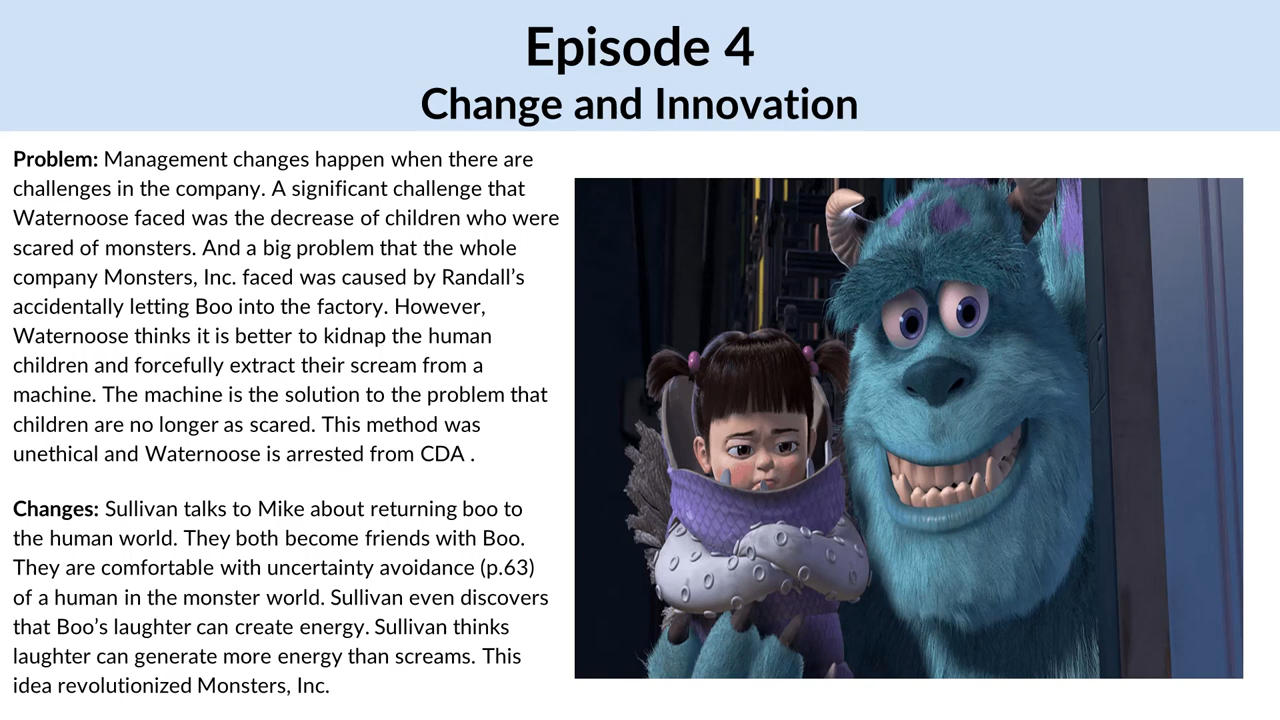 Episode 4
Change and Innovation
Problem: Management changes happen when there are
challenges in the company. A significant challenge that
Waternoose faced was the decrease of children who were
scared of monsters. And a big problem that the whole
company Monsters, Inc. faced was caused by Randall’s
accidentally letting Boo into the factory. However,
Waternoose thinks it is better to kidnap the human
children and forcefully extract their scream from a
machine. The machine is the solution to the problem that
children are no longer as scared. This method was
unethical and Waternoose is arrested from CDA .
Changes: Sullivan talks to Mike about returning boo to
the human world. They both become friends with Boo.
They are comfortable with uncertainty avoidance (p.63)
of a human in the monster world. Sullivan even discovers
that Boo’s laughter can create energy. Sullivan thinks
laughter can generate more energy than screams. This
idea revolutionized Monsters, Inc.